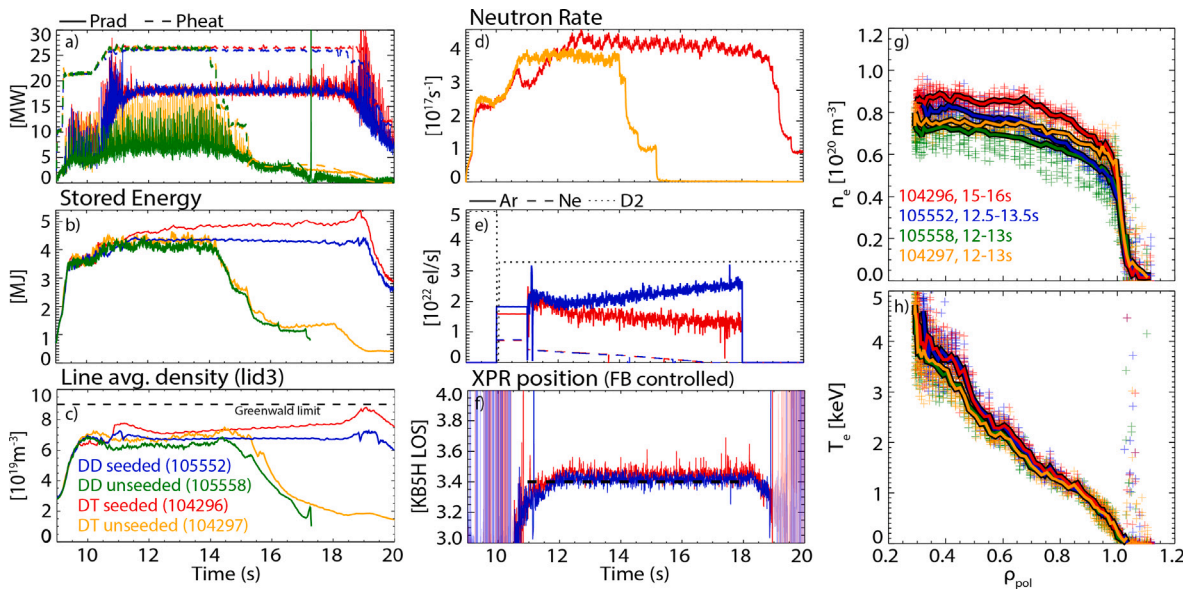 Prad Pheat
a)
30
25
20
15
10
5
0
[MW]
Stored Energy
b)
5
4
3
2
1
0
[MJ]
Line avg. density (lid3)
c)
10
8
6
4
2
0
[10¹⁹m⁻³]
Greenwald limit
DD seeded (105552)
DD unseeded (105558)
DT seeded (104296)
DT unseeded (104297)
10 12 14 16 18 20
Time (s)
Neutron Rate
d)
4
3
2
1
0
[10¹⁷s⁻¹]
Ar Ne D2
e)
4
3
2
1
0
[10²² el/s]
XPR position (FB controlled)
f)
3.8
3.6
3.4
3.2
3.0
[KB5H LOS]
10 12 14 16 18 20
Time (s)
g)
1.0
0.8
0.6
0.4
0.2
0.0
nₑ [10²⁰ m⁻³]
104296, 15-16s
105552, 12.5-13.5s
105558, 12-13s
104297, 12-13s
h)
5
4
3
2
1
0
Tₑ [keV]
0.2 0.4 0.6 0.8 1.0 1.2
ρpol